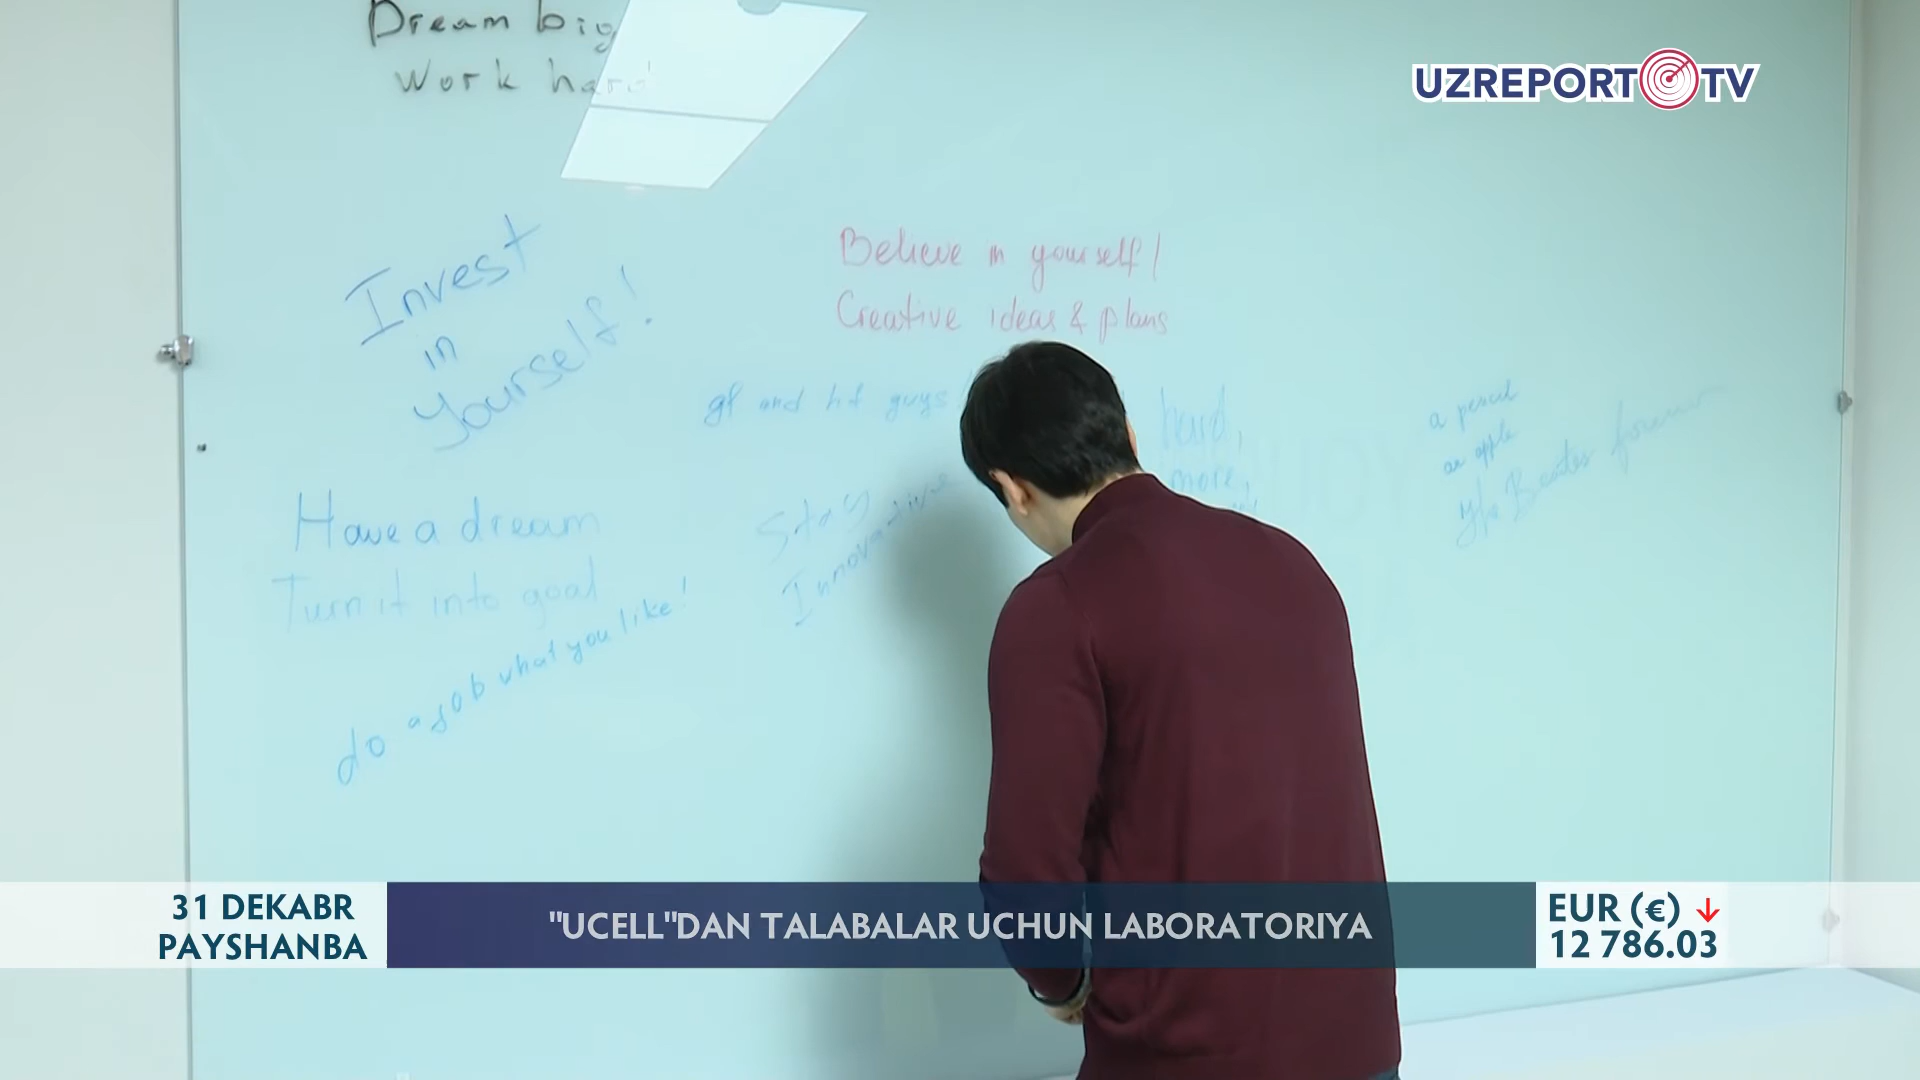 Dream big
Work hard
UZREPORT TV
Invest
in
yourself!
Believe in yourself!
Creative ideas & plans
and guys
hard,
more,
a pencil
an apple
Have a dream
Turn it into goal
Stay
Innovative
do a job what you like!
31 DEKABR
PAYSHANBA
"UCELL"DAN TALABALAR UCHUN LABORATORIYA
EUR (€) ↓
12 786.03